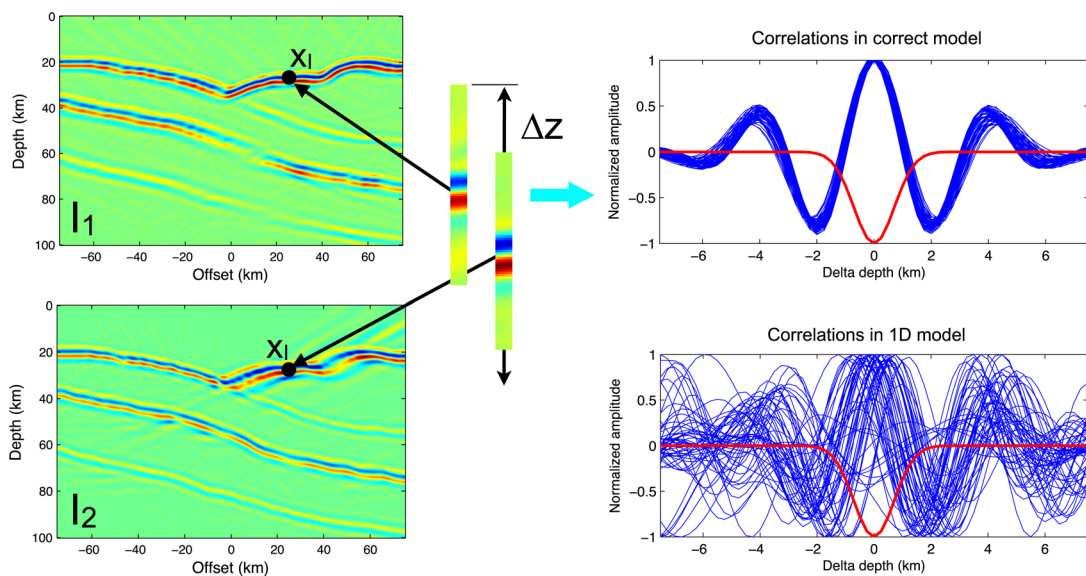 0
20
40
60
80
100
Depth (km)
I1
xI
−60 −40 −20 0 20 40 60
Offset (km)
0
20
40
60
80
100
Depth (km)
I2
xI
−60 −40 −20 0 20 40 60
Offset (km)
Δz
Correlations in correct model
1
0.5
0
−0.5
−1
Normalized amplitude
−6 −4 −2 0 2 4 6
Delta depth (km)
Correlations in 1D model
1
0.5
0
−0.5
−1
Normalized amplitude
−6 −4 −2 0 2 4 6
Delta depth (km)